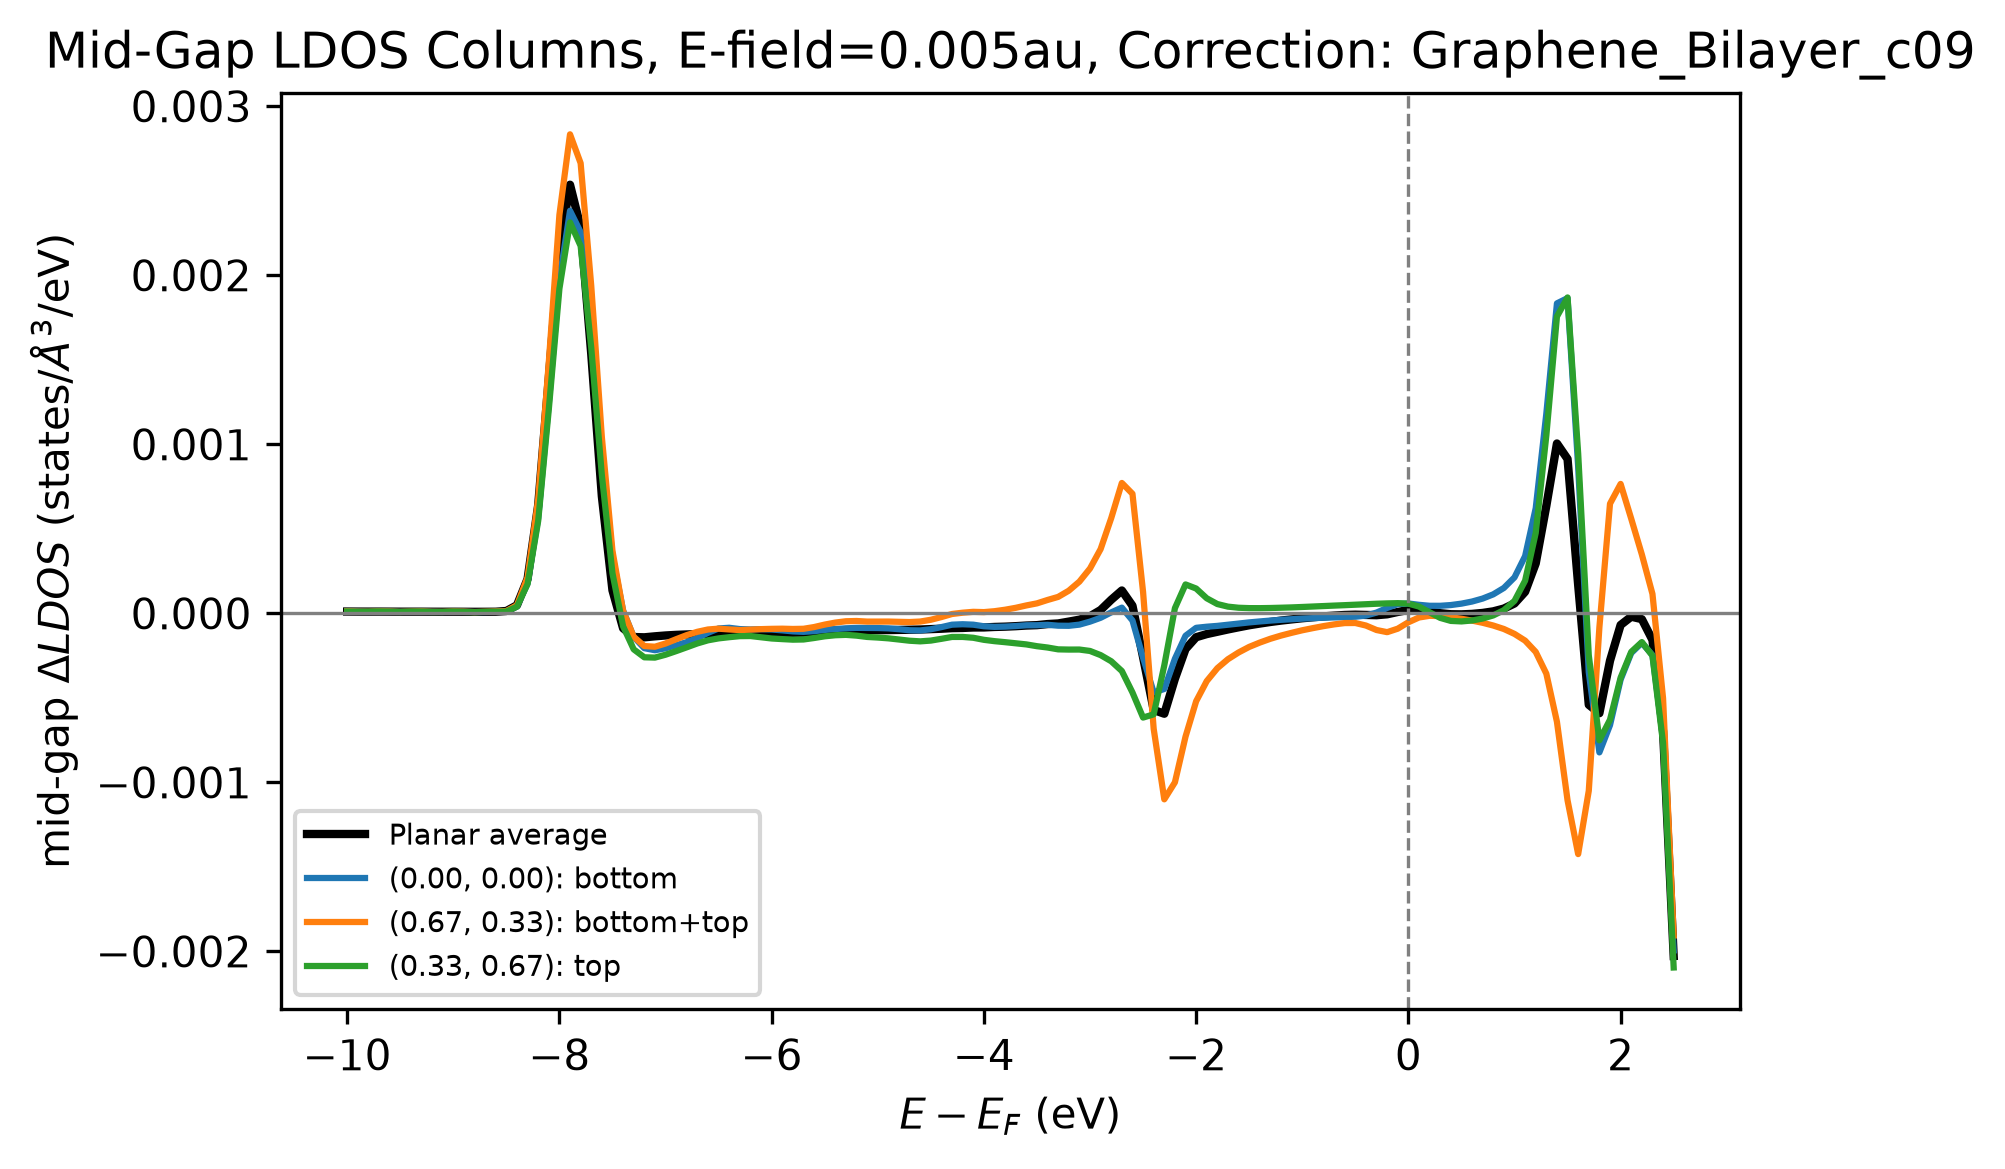 Mid-Gap LDOS Columns, E-field=0.005au, Correction: Graphene_Bilayer_c09
mid-gap ΔLDOS (states/Å³/eV)
0.003
0.002
0.001
0.000
−0.001
−0.002
Planar average
(0.00, 0.00): bottom
(0.67, 0.33): bottom+top
(0.33, 0.67): top
−10 −8 −6 −4 −2 0 2
E − E_F (eV)